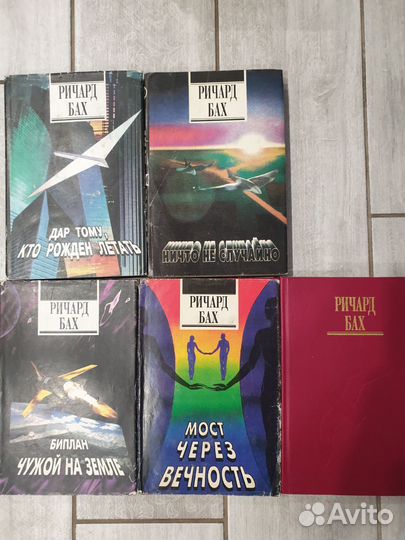 РИЧАРД
БАХ
ДАР ТОМУ,
КТО РОЖДЕН ЛЕТАТЬ
РИЧАРД
БАХ
НИЧТО НЕ СЛУЧАЙНО
РИЧАРД
БАХ
БИПЛАН
ЧУЖОЙ НА ЗЕМЛЕ
РИЧАРД
БАХ
МОСТ
ЧЕРЕЗ
ВЕЧНОСТЬ
РИЧАРД
БАХ
Avito